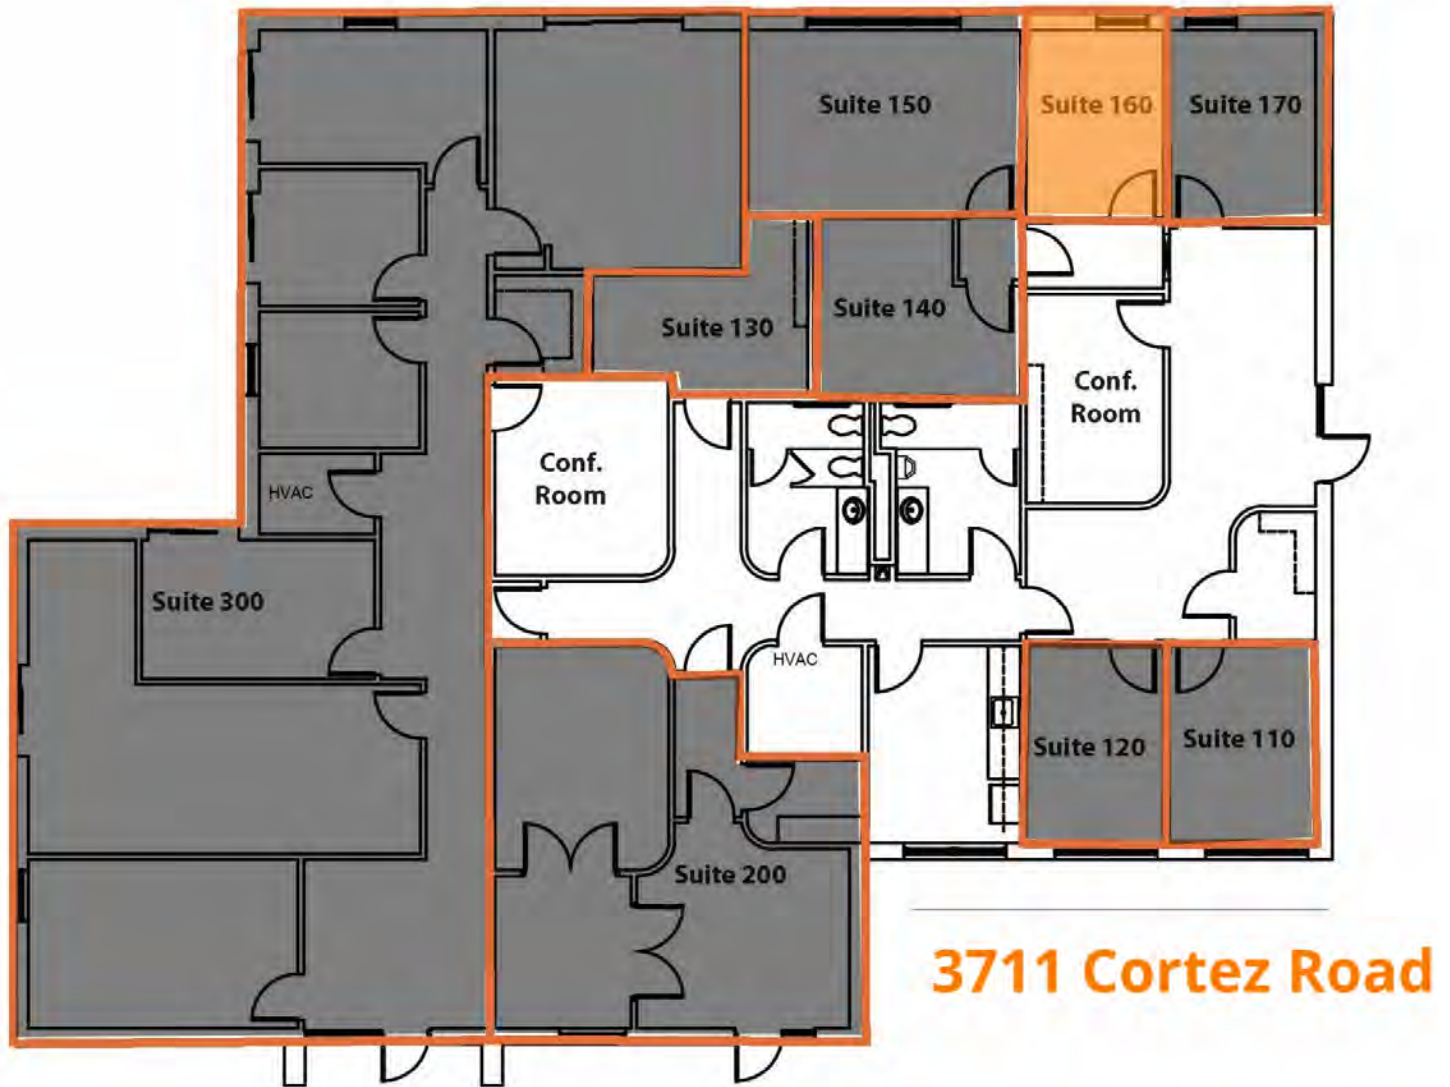 Suite 150
Suite 160
Suite 170
Suite 140
Suite 130
Conf.
Room
Conf.
Room
HVAC
Suite 300
HVAC
Suite 120
Suite 110
Suite 200
3711 Cortez Road